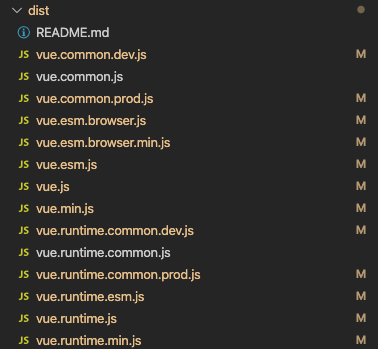 dist
README.md
JS vue.common.dev.js M
JS vue.common.js
JS vue.common.prod.js M
JS vue.esm.browser.js M
JS vue.esm.browser.min.js M
JS vue.esm.js M
JS vue.js M
JS vue.min.js M
JS vue.runtime.common.dev.js M
JS vue.runtime.common.js
JS vue.runtime.common.prod.js M
JS vue.runtime.esm.js M
JS vue.runtime.js M
JS vue.runtime.min.js M